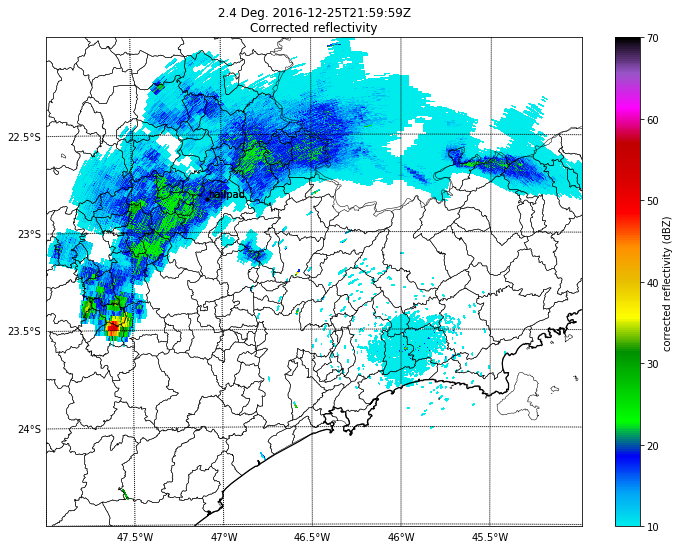 2.4 Deg. 2016-12-25T21:59:59Z
Corrected reflectivity
22.5°S
23°S
23.5°S
24°S
47.5°W
47°W
46.5°W
46°W
45.5°W
hailpad
70
60
50
40
30
20
10
corrected reflectivity (dBZ)